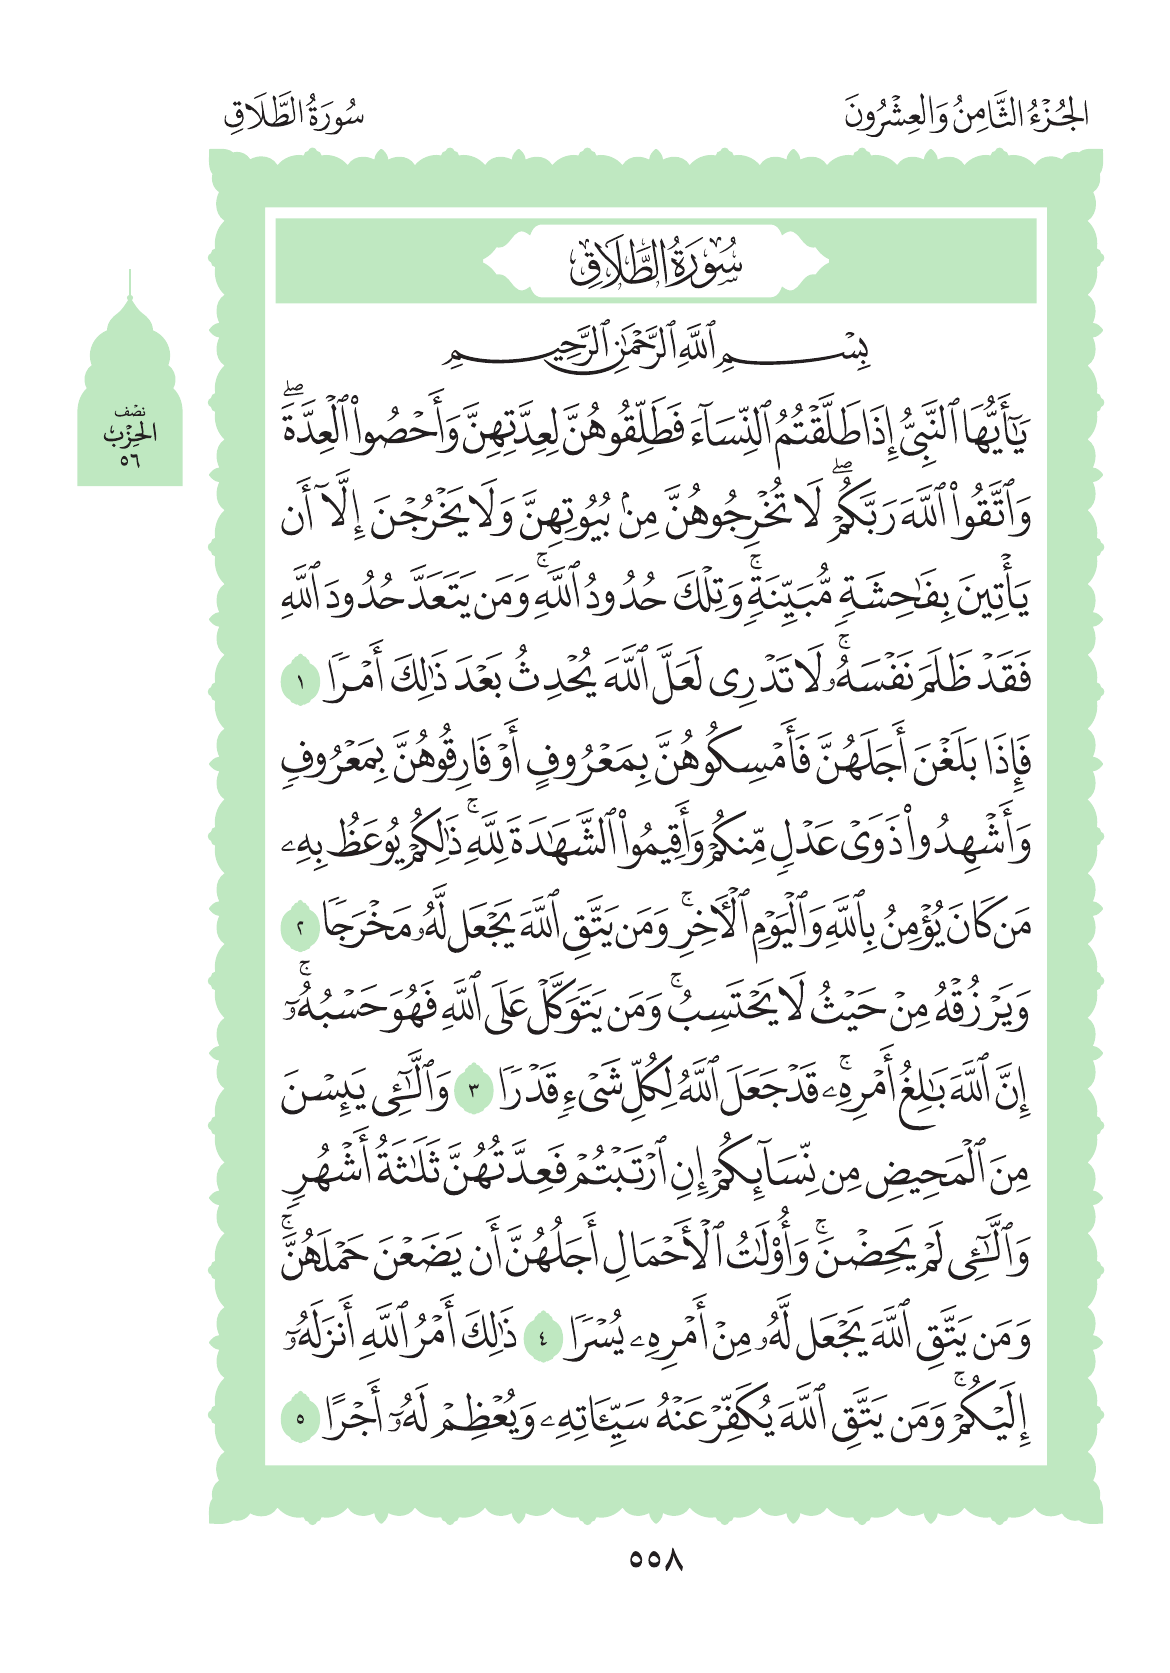 الجُزْءُ الثَّامِنُ وَالعِشْرُونَ
سُورَةُ الطَّلَاقِ
سُورَةُ الطَّلَاقِ
بِسْمِ ٱللَّهِ ٱلرَّحْمَٰنِ ٱلرَّحِيمِ
يَٰٓأَيُّهَا ٱلنَّبِىُّ إِذَا طَلَّقْتُمُ ٱلنِّسَآءَ فَطَلِّقُوهُنَّ لِعِدَّتِهِنَّ وَأَحْصُوا۟ ٱلْعِدَّةَۖ
وَٱتَّقُوا۟ ٱللَّهَ رَبَّكُمْۖ لَا تُخْرِجُوهُنَّ مِنۢ بُيُوتِهِنَّ وَلَا يَخْرُجْنَ إِلَّآ أَن
يَأْتِينَ بِفَٰحِشَةٍ مُّبَيِّنَةٍۚ وَتِلْكَ حُدُودُ ٱللَّهِۚ وَمَن يَتَعَدَّ حُدُودَ ٱللَّهِ
فَقَدْ ظَلَمَ نَفْسَهُۥۚ لَا تَدْرِى لَعَلَّ ٱللَّهَ يُحْدِثُ بَعْدَ ذَٰلِكَ أَمْرًا ١
فَإِذَا بَلَغْنَ أَجَلَهُنَّ فَأَمْسِكُوهُنَّ بِمَعْرُوفٍ أَوْ فَارِقُوهُنَّ بِمَعْرُوفٍ
وَأَشْهِدُوا۟ ذَوَىْ عَدْلٍ مِّنكُمْ وَأَقِيمُوا۟ ٱلشَّهَٰدَةَ لِلَّهِۚ ذَٰلِكُمْ يُوعَظُ بِهِۦ
مَن كَانَ يُؤْمِنُ بِٱللَّهِ وَٱلْيَوْمِ ٱلْأَخِرِۚ وَمَن يَتَّقِ ٱللَّهَ يَجْعَل لَّهُۥ مَخْرَجًا ٢
وَيَرْزُقْهُ مِنْ حَيْثُ لَا يَحْتَسِبُۚ وَمَن يَتَوَكَّلْ عَلَى ٱللَّهِ فَهُوَ حَسْبُهُۥٓۚ
إِنَّ ٱللَّهَ بَٰلِغُ أَمْرِهِۦۚ قَدْ جَعَلَ ٱللَّهُ لِكُلِّ شَىْءٍ قَدْرًا ٣ وَٱلَّٰٓـِٔى يَئِسْنَ
مِنَ ٱلْمَحِيضِ مِن نِّسَآئِكُمْ إِنِ ٱرْتَبْتُمْ فَعِدَّتُهُنَّ ثَلَٰثَةُ أَشْهُرٍ
وَٱلَّٰٓـِٔى لَمْ يَحِضْنَۚ وَأُو۟لَٰتُ ٱلْأَحْمَالِ أَجَلُهُنَّ أَن يَضَعْنَ حَمْلَهُنَّۚ
وَمَن يَتَّقِ ٱللَّهَ يَجْعَل لَّهُۥ مِنْ أَمْرِهِۦ يُسْرًا ٤ ذَٰلِكَ أَمْرُ ٱللَّهِ أَنزَلَهُۥٓ
إِلَيْكُمْۚ وَمَن يَتَّقِ ٱللَّهَ يُكَفِّرْ عَنْهُ سَيِّـَٔاتِهِۦ وَيُعْظِمْ لَهُۥٓ أَجْرًا ٥
نصف
الحِزْب
٥٦
٥٥٨